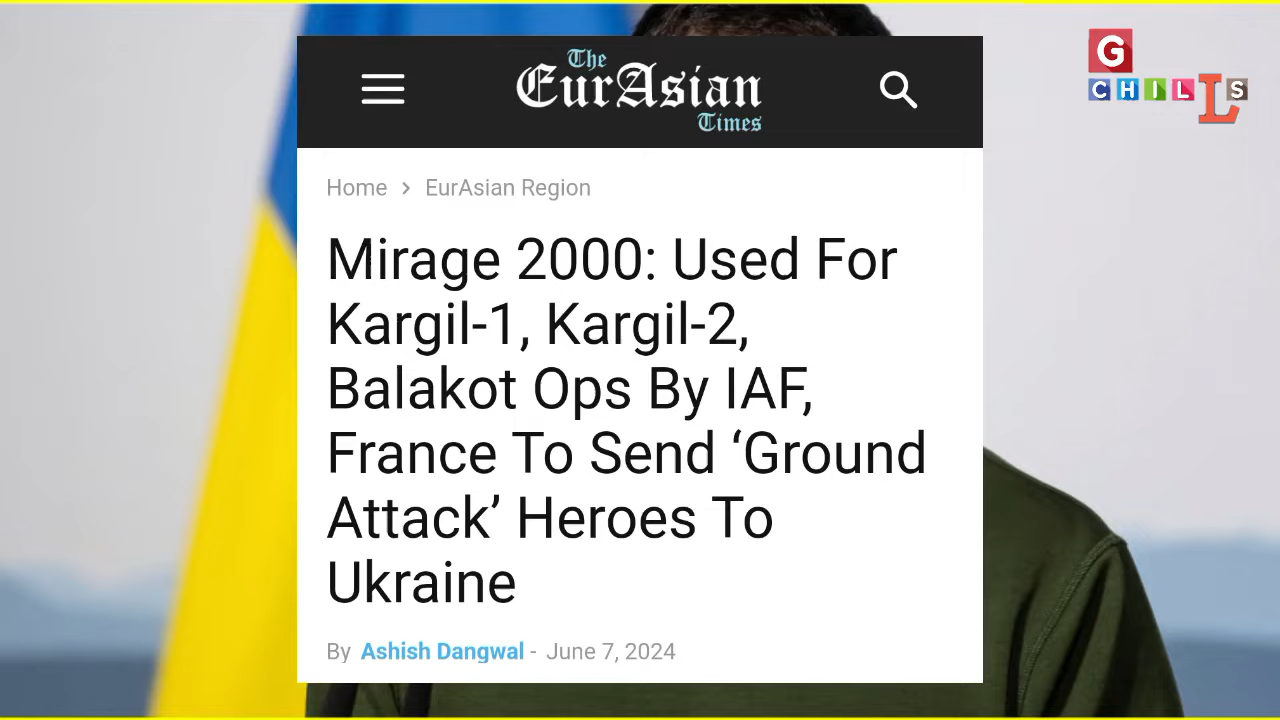 The
EurAsian
Times
G
CHILLS
Home > EurAsian Region
Mirage 2000: Used For
Kargil-1, Kargil-2,
Balakot Ops By IAF,
France To Send ‘Ground
Attack’ Heroes To
Ukraine
By Ashish Dangwal - June 7, 2024